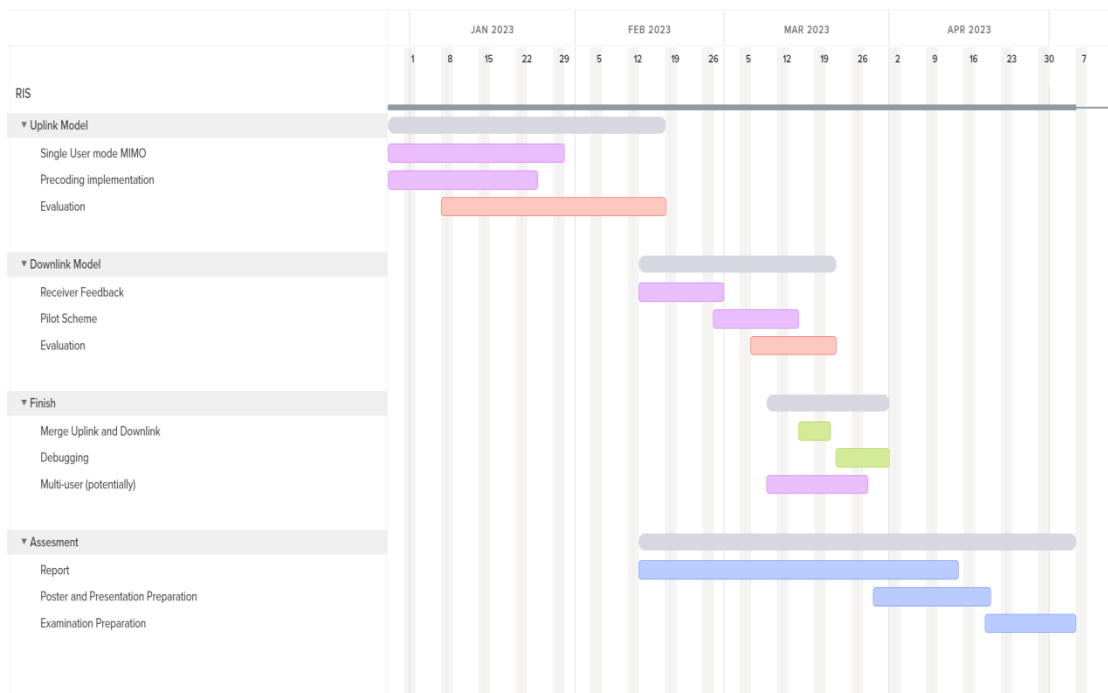 JAN 2023 FEB 2023 MAR 2023 APR 2023
1 8 15 22 29 5 12 19 26 5 12 19 26 2 9 16 23 30 7
RIS
▼ Uplink Model
Single User mode MIMO
Precoding implementation
Evaluation
▼ Downlink Model
Receiver Feedback
Pilot Scheme
Evaluation
▼ Finish
Merge Uplink and Downlink
Debugging
Multi-user (potentially)
▼ Assesment
Report
Poster and Presentation Preparation
Examination Preparation